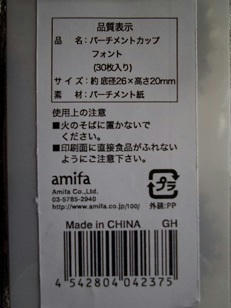 品質表示
品 名：パーチメントカップ
フォント
(30枚入り)
サイズ：約 底径26×高さ20mm
素 材：パーチメント紙
使用上の注意
■火のそばに置かないで
ください。
■印刷面に直接食品がふれない
ようにご注意下さい。
amifa
Amifa Co.,Ltd.
03-5785-2940
http://www.amifa.co.jp/100/
プラ
外装:PP
Made in CHINA GH
4 542804 042375